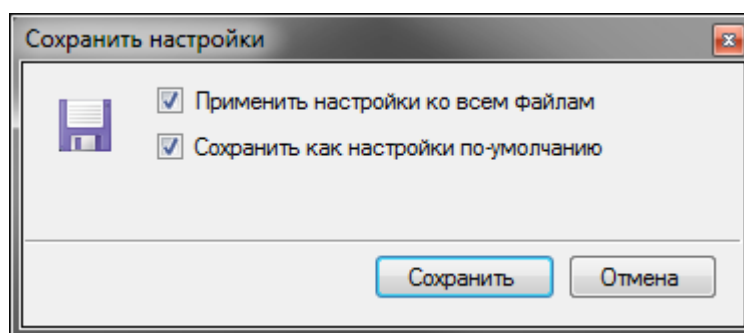 Сохранить настройки
Применить настройки ко всем файлам
Сохранить как настройки по-умолчанию
Сохранить
Отмена